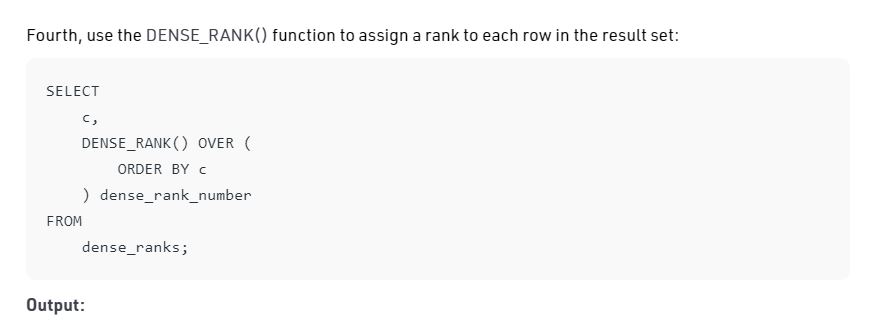 Fourth, use the DENSE_RANK() function to assign a rank to each row in the result set:
SELECT
c,
DENSE_RANK() OVER (
ORDER BY c
) dense_rank_number
FROM
dense_ranks;
Output: